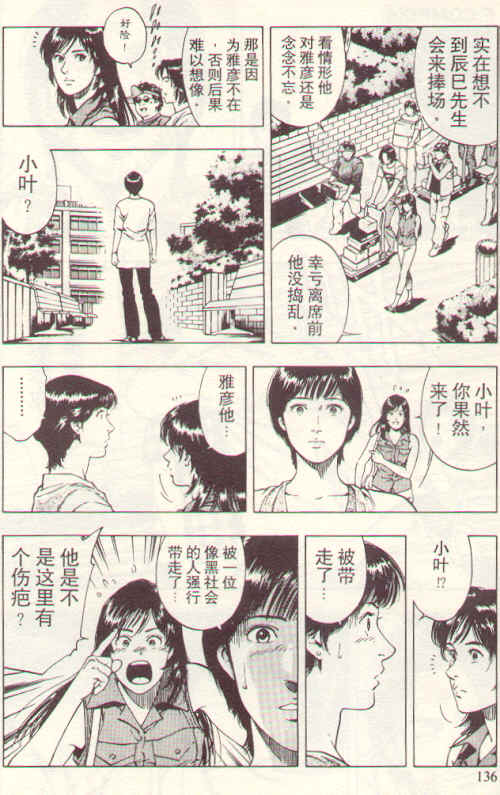 实在想不
到辰巳先生
会来捧场。
看情形他
对雅彦还是
念念不忘。
幸亏离席前
他没捣乱。
那是因
为雅彦不在
，否则后果
难以想像。
好险！
小叶？
小叶，
你果然
来了！
雅彦他…
………
小叶!?
被带
走了…
被一位
像黑社会
的人强行
带走了…
他是不
是这里有
个伤疤？
136